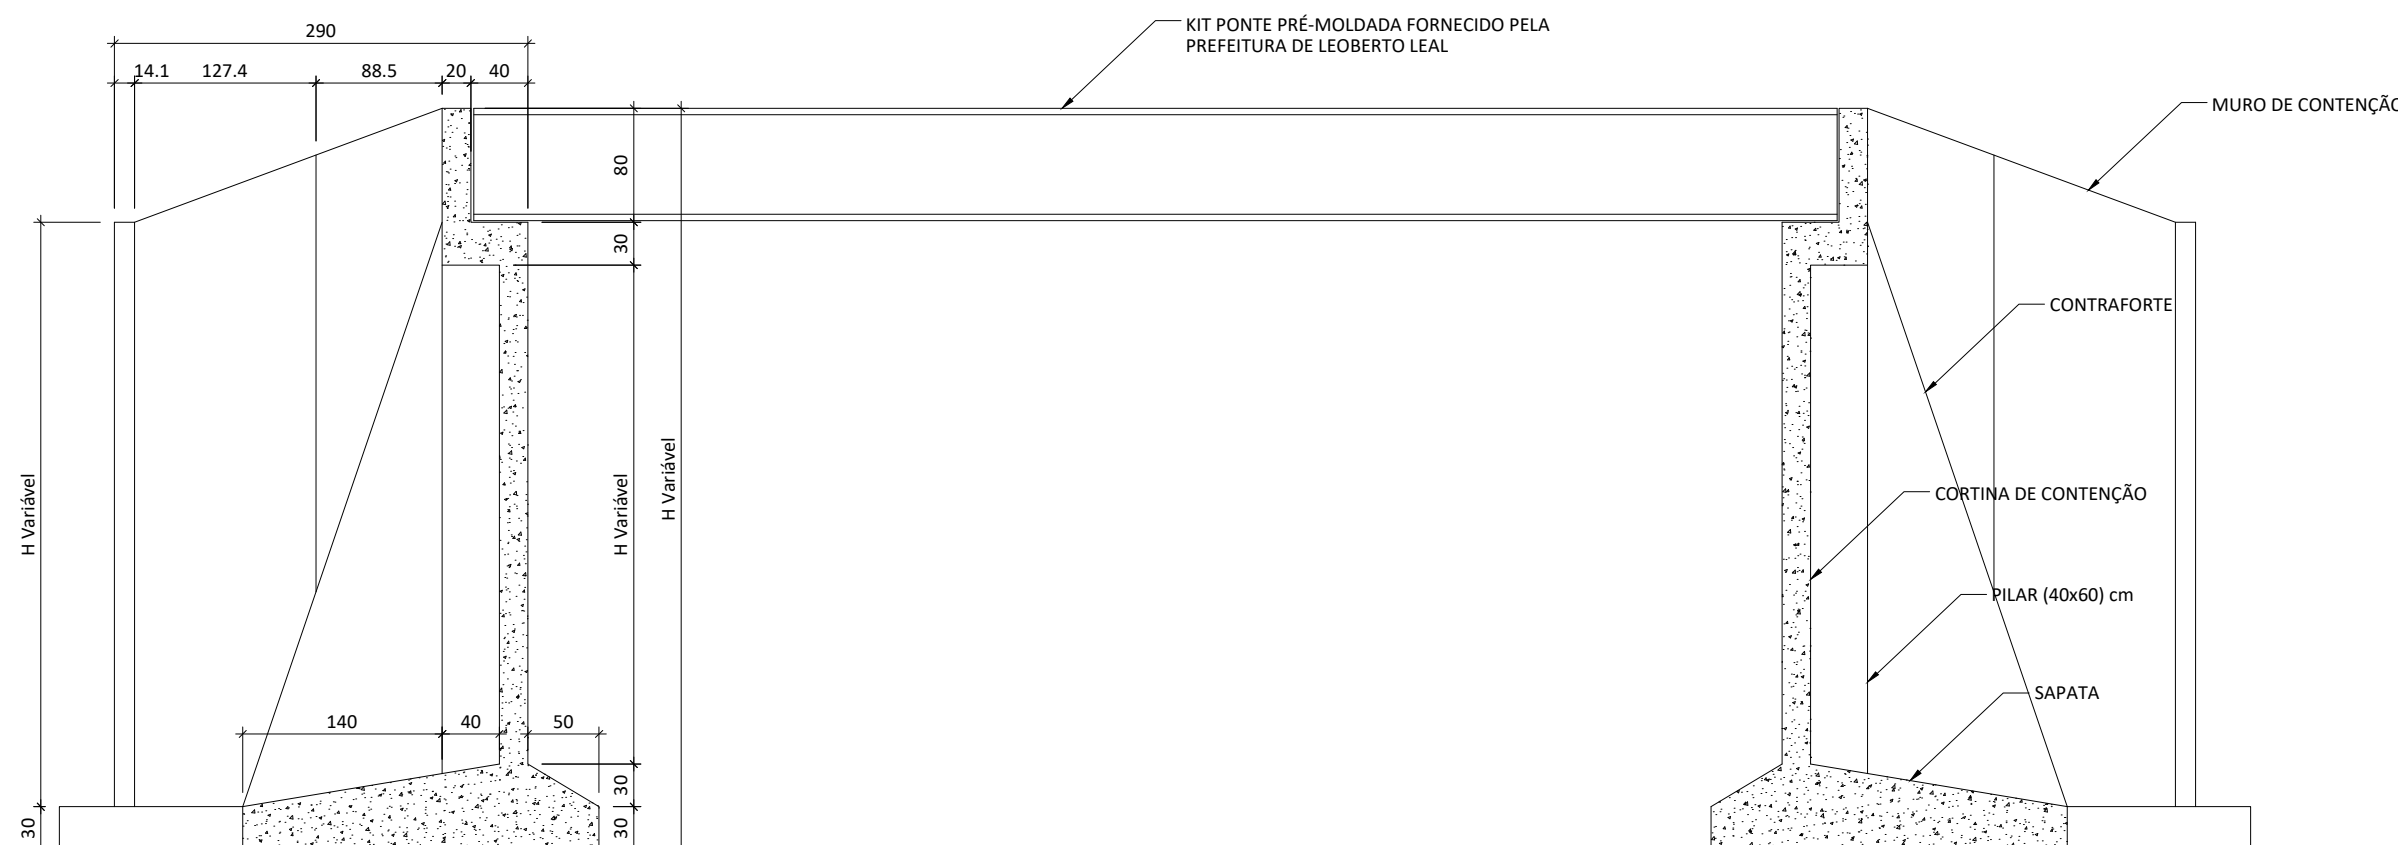 290
14.1 127.4 88.5 20 40
KIT PONTE PRÉ-MOLDADA FORNECIDO PELA
PREFEITURA DE LEOBERTO LEAL
MURO DE CONTENÇÃO
80
30
CONTRAFORTE
H Variável
H Variável
H Variável
CORTINA DE CONTENÇÃO
PILAR (40x60) cm
SAPATA
140 40 50
30
30
30